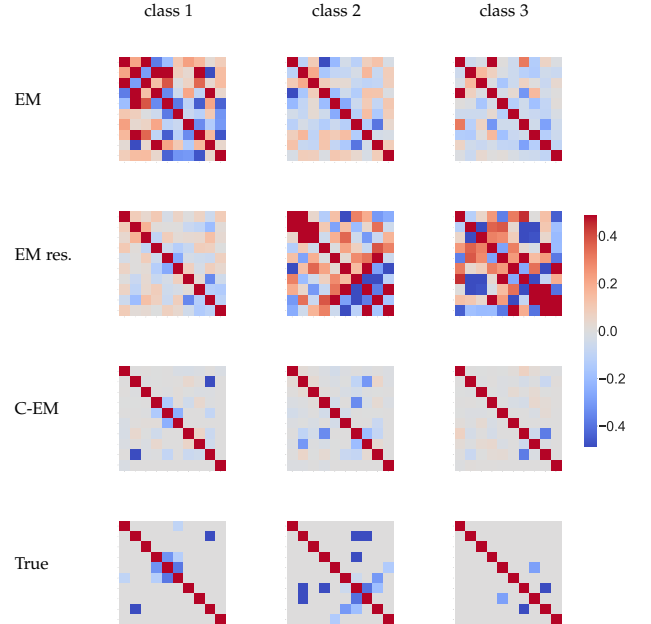 class 1 class 2 class 3
EM
EM res.
0.4
0.2
0.0
−0.2
C-EM
−0.4
True